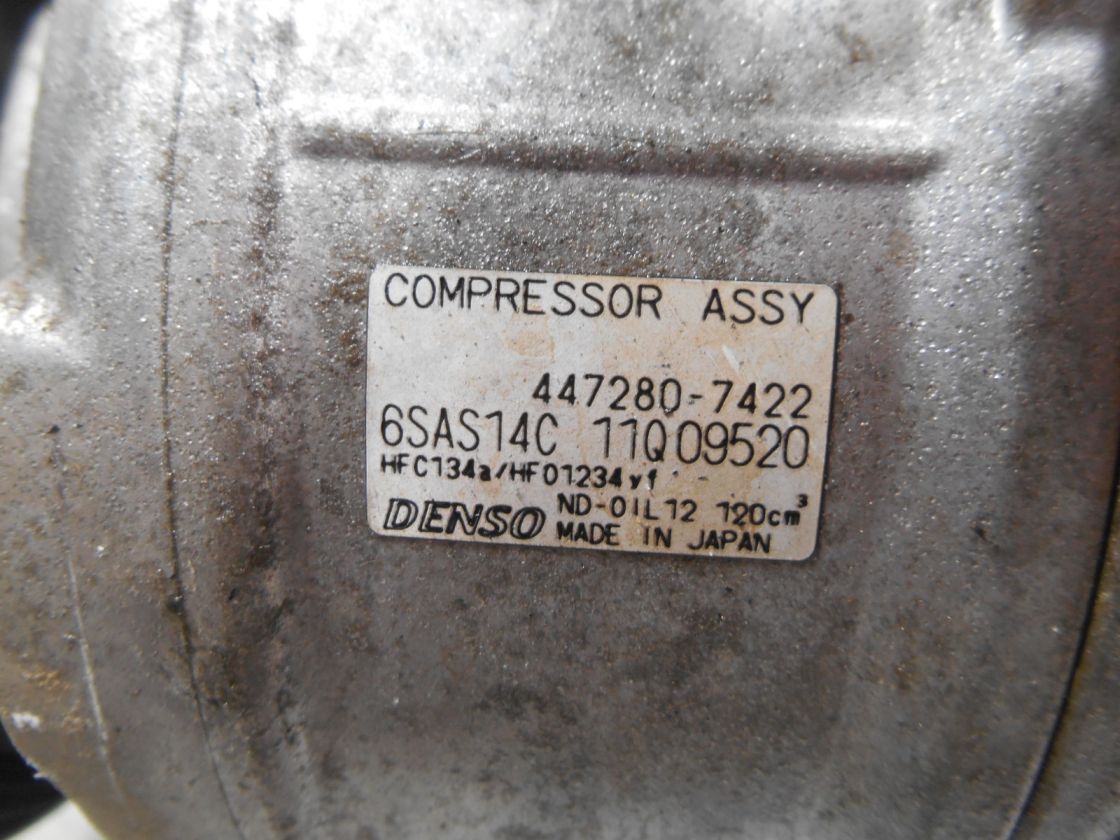 COMPRESSOR ASSY
447280-7422
6SAS14C 11Q09520
HFC134a/HFO1234yf
ND-OIL12 120cm³
DENSO MADE IN JAPAN